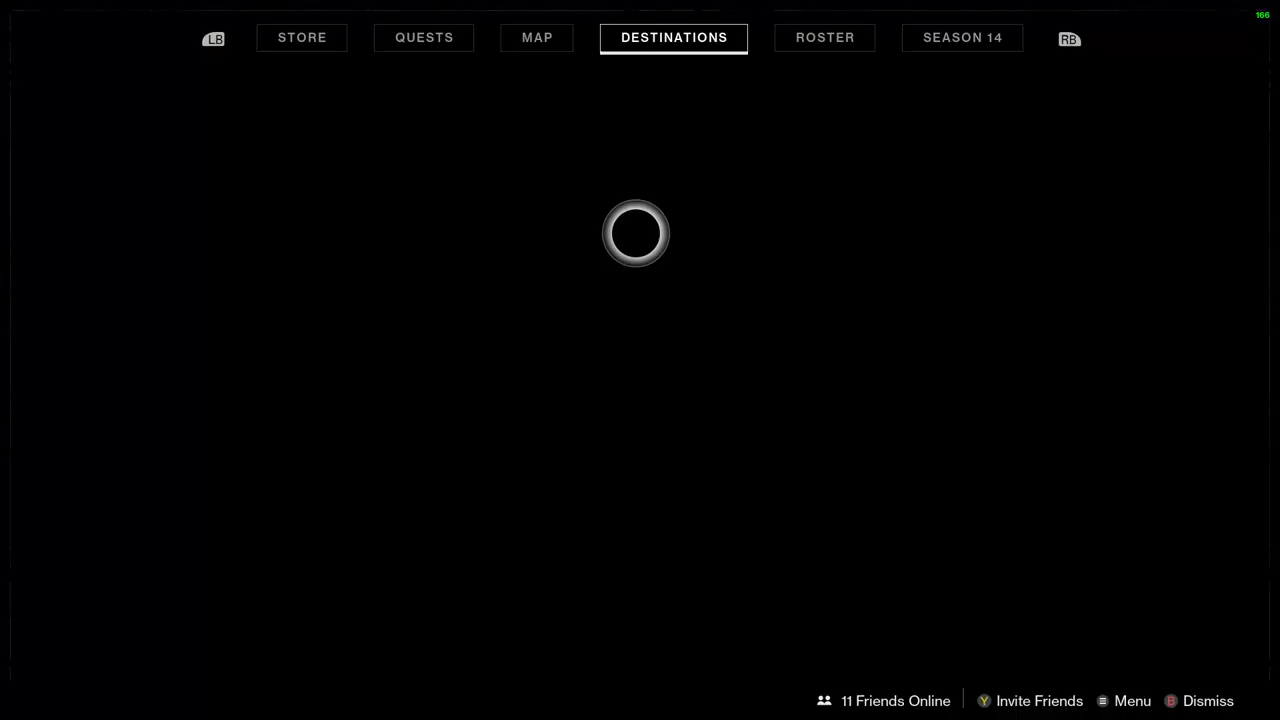 166
LB STORE QUESTS MAP DESTINATIONS ROSTER SEASON 14 RB
11 Friends Online Y Invite Friends Menu B Dismiss